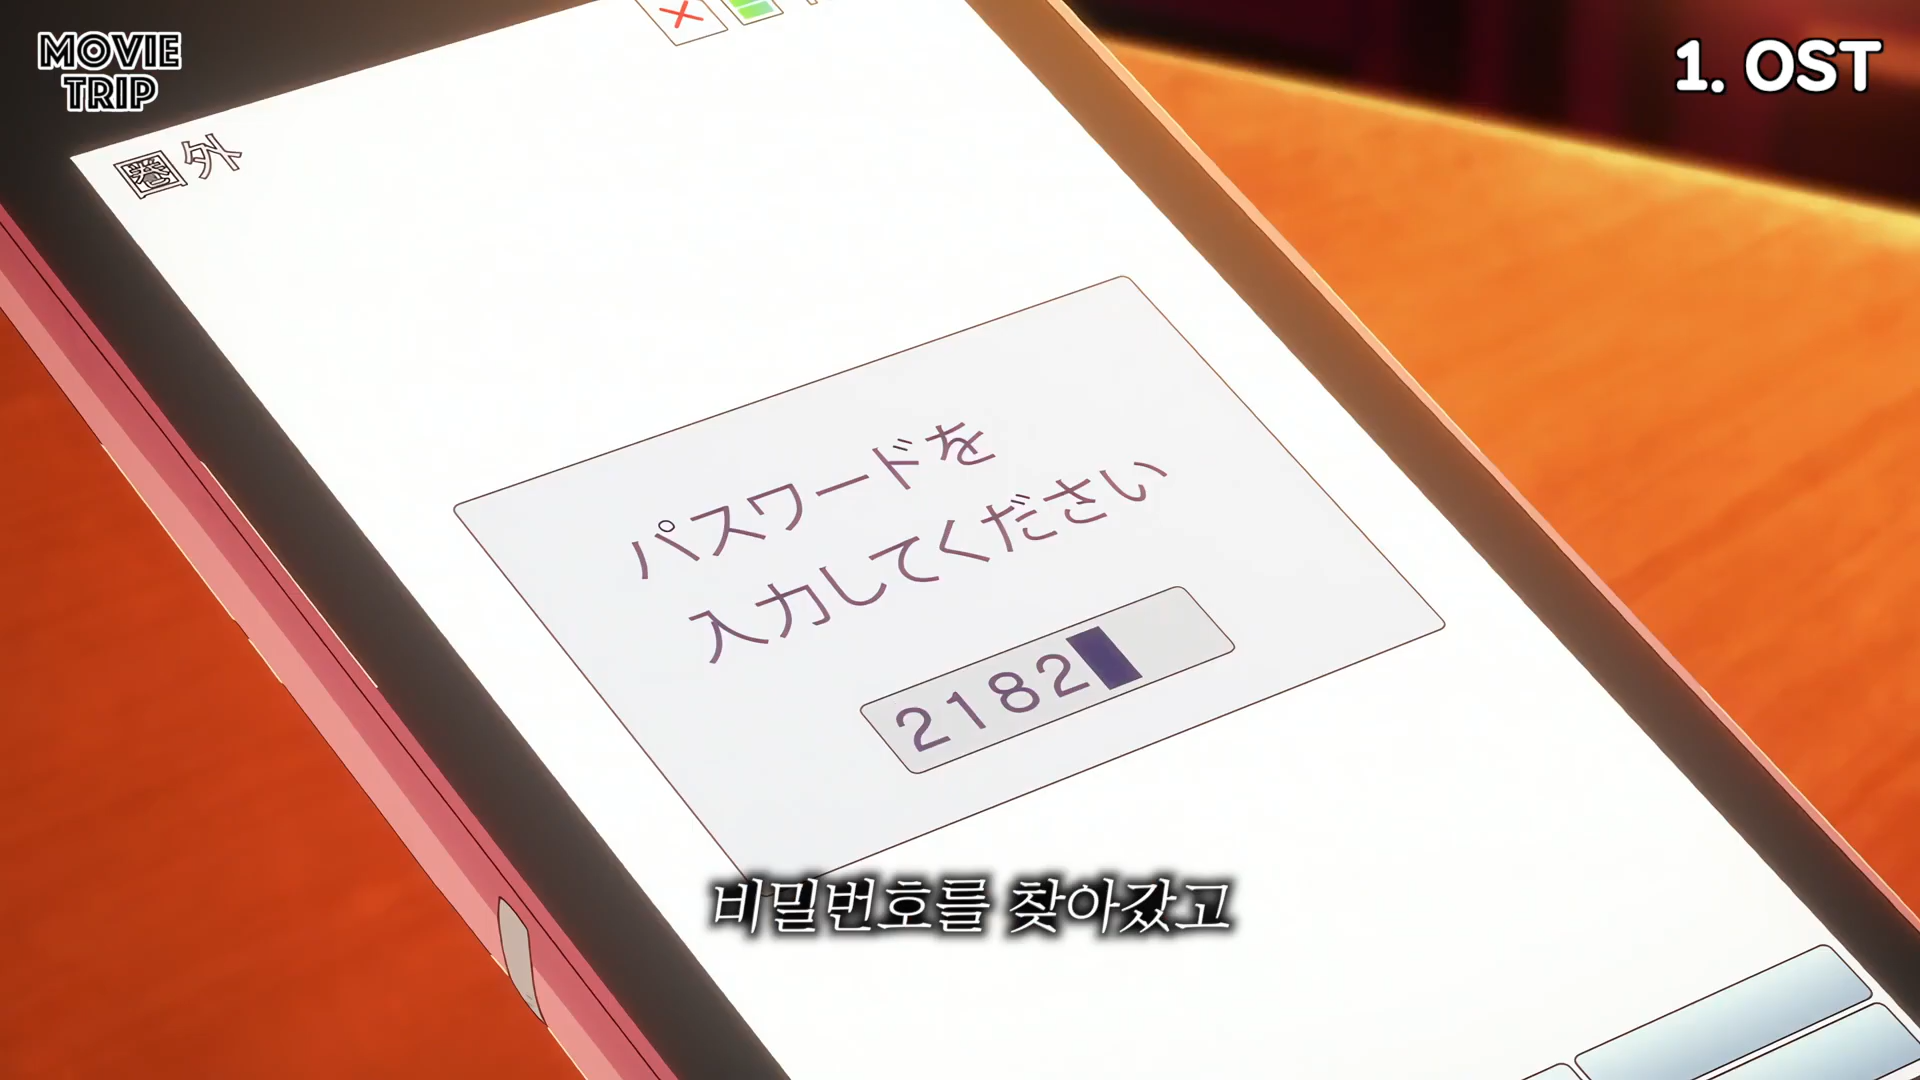 MOVIE
TRIP
1. OST
圏外
パスワードを
入力してください
2182
비밀번호를 찾아갔고